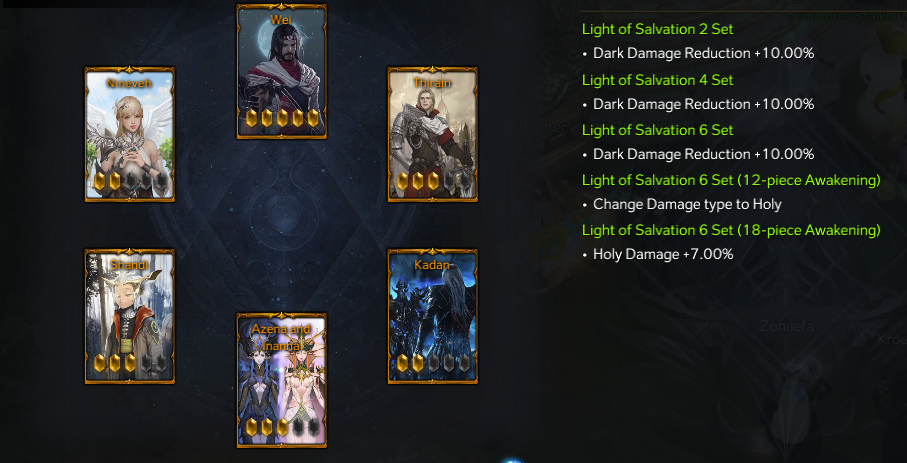 Wei
Nineveh
Thirain
Shandi
Kadan
Azena and
Inanna
Light of Salvation 2 Set
• Dark Damage Reduction +10.00%
Light of Salvation 4 Set
• Dark Damage Reduction +10.00%
Light of Salvation 6 Set
• Dark Damage Reduction +10.00%
Light of Salvation 6 Set (12-piece Awakening)
• Change Damage type to Holy
Light of Salvation 6 Set (18-piece Awakening)
• Holy Damage +7.00%
Zohaefa